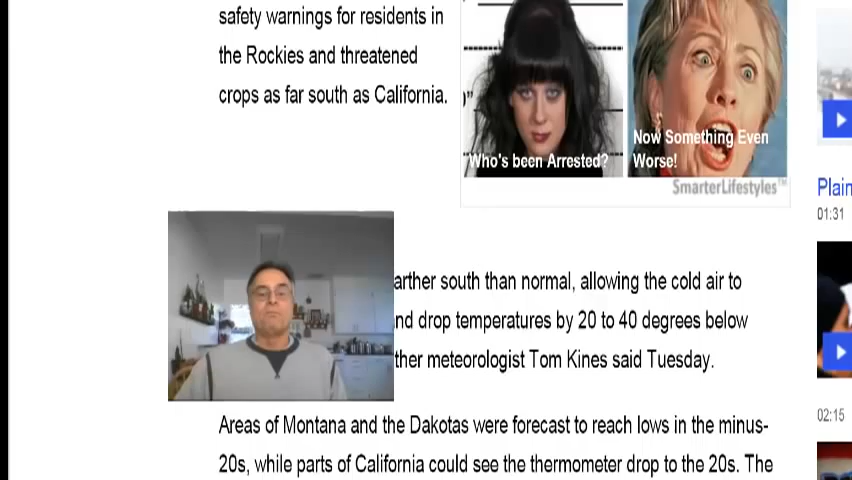 safety warnings for residents in
the Rockies and threatened
crops as far south as California.
Who's been Arrested?
Now Something Even
Worse!
SmarterLifestyles™
Plain
01:31
arther south than normal, allowing the cold air to
nd drop temperatures by 20 to 40 degrees below
ther meteorologist Tom Kines said Tuesday.
02:15
Areas of Montana and the Dakotas were forecast to reach lows in the minus-
20s, while parts of California could see the thermometer drop to the 20s. The